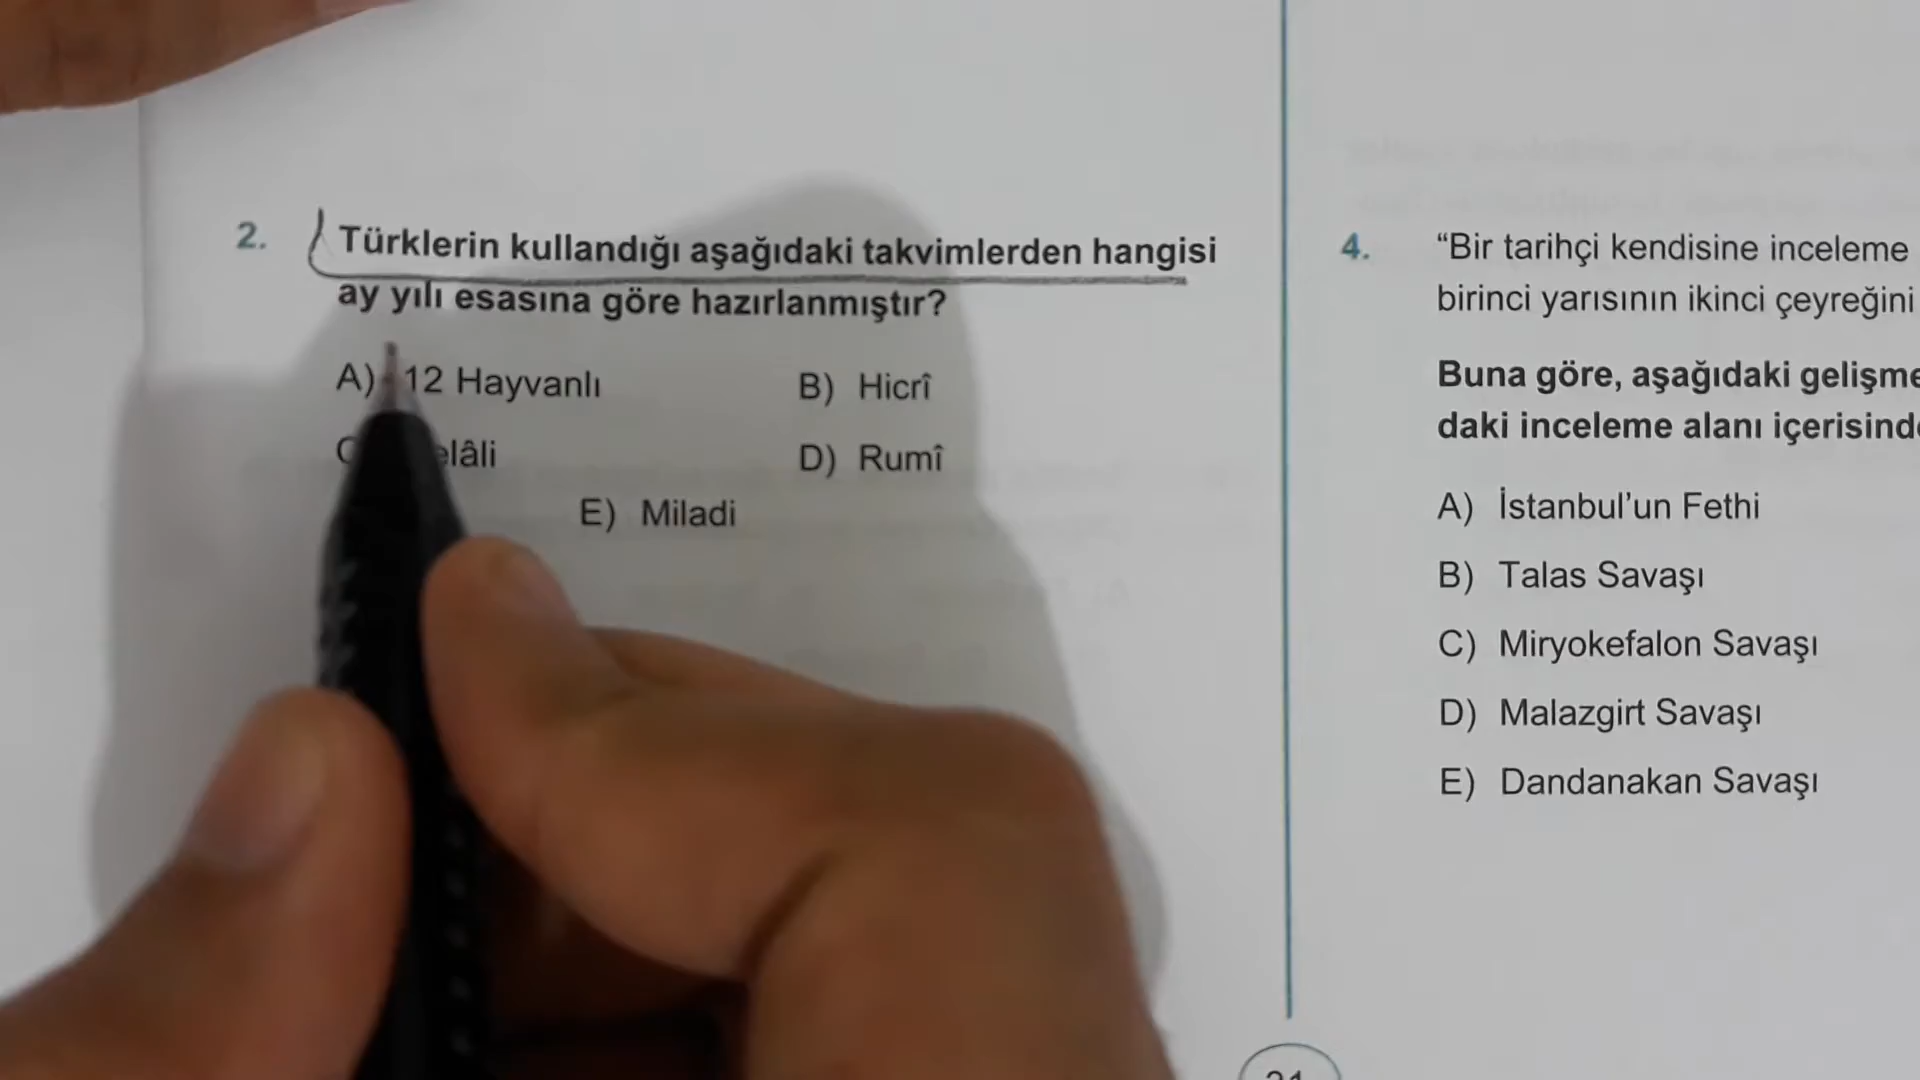 2. Türklerin kullandığı aşağıdaki takvimlerden hangisi
ay yılı esasına göre hazırlanmıştır?
A) 12 Hayvanlı
B) Hicrî
elâli
D) Rumî
E) Miladi
4. “Bir tarihçi kendisine inceleme
birinci yarısının ikinci çeyreğini
Buna göre, aşağıdaki gelişme
daki inceleme alanı içerisind
A) İstanbul’un Fethi
B) Talas Savaşı
C) Miryokefalon Savaşı
D) Malazgirt Savaşı
E) Dandanakan Savaşı